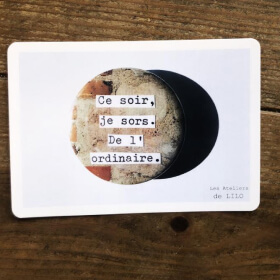 Ce soir,
je sors.
De l'
ordinaire.
Les Ateliers
de LILO